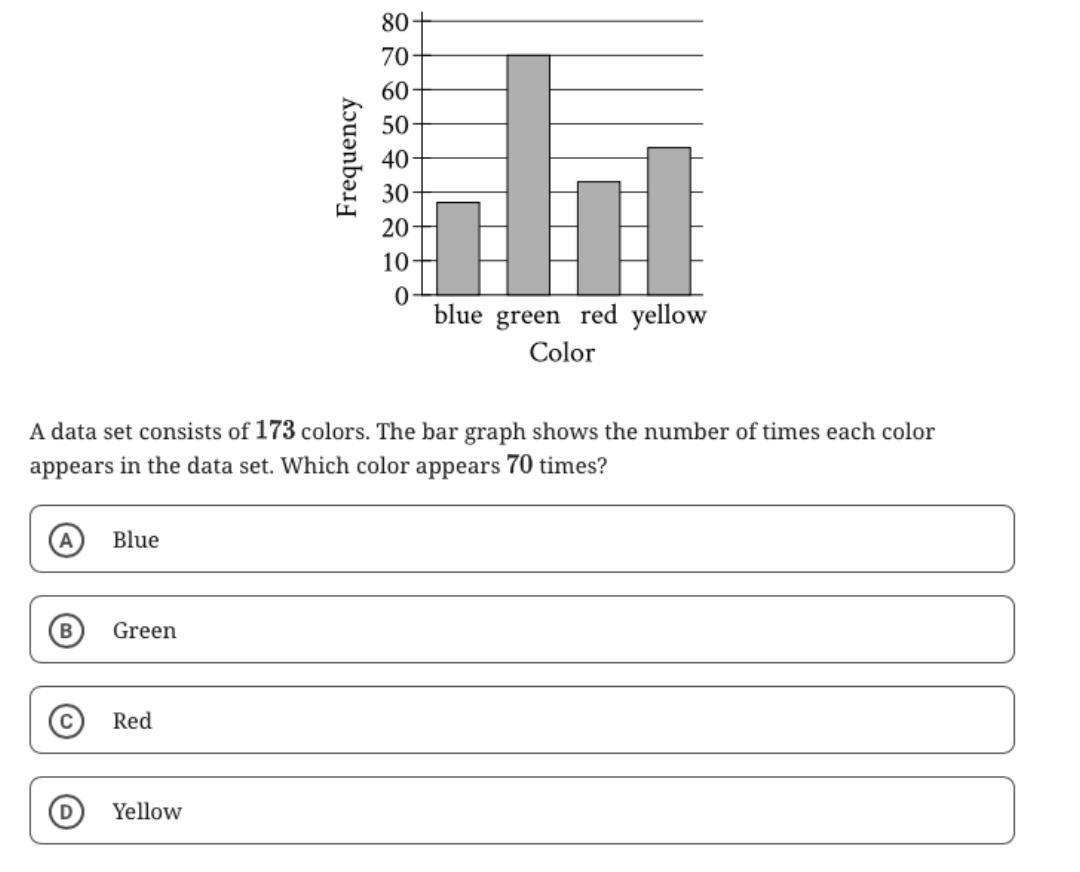 80
70
60
50
40
30
20
10
0
Frequency
blue green red yellow
Color
A data set consists of 173 colors. The bar graph shows the number of times each color
appears in the data set. Which color appears 70 times?
A Blue
B Green
C Red
D Yellow